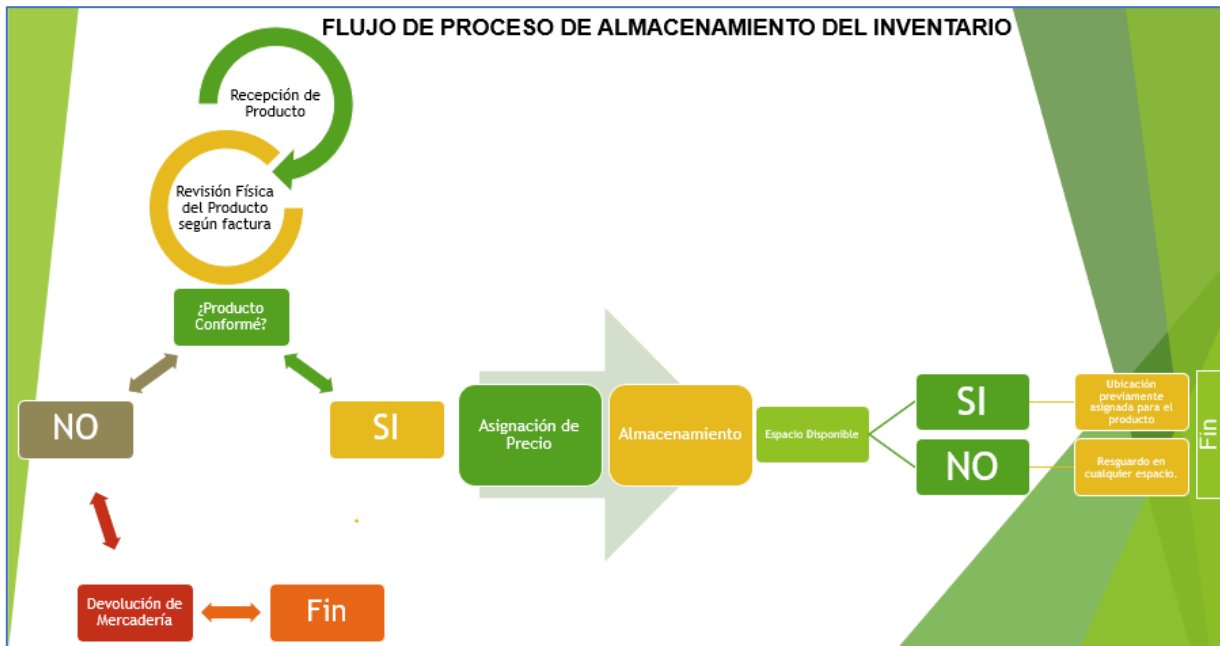 FLUJO DE PROCESO DE ALMACENAMIENTO DEL INVENTARIO
Recepción de
Producto
Revisión Física
del Producto
según factura
¿Producto
Conformé?
NO
SI
Asignación de
Precio
Almacenamiento
Espacio Disponible
SI
Ubicación
previamente
asignada para el
producto
NO
Resguardo en
cualquier espacio.
Fin
Devolución de
Mercadería
Fin